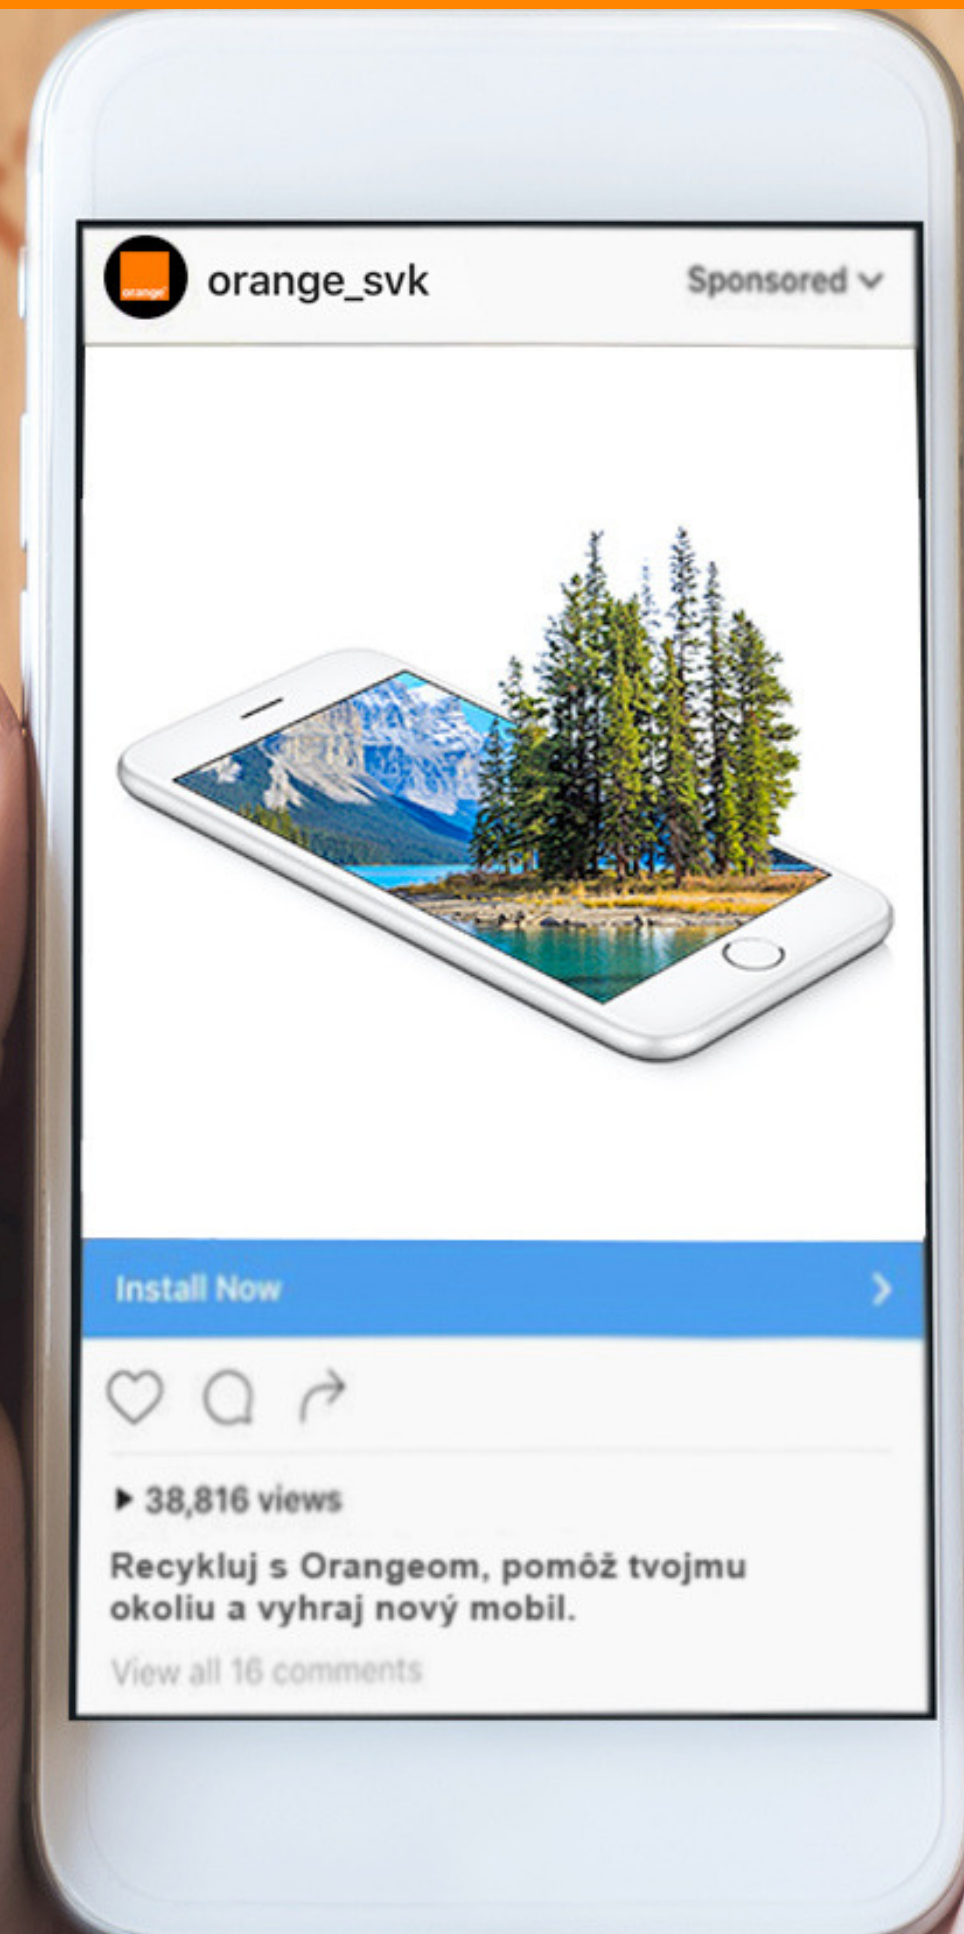 orange
orange_svk
Sponsored
Install Now
38,816 views
Recykluj s Orangeom, pomôž tvojmu
okoliu a vyhraj nový mobil.
View all 16 comments